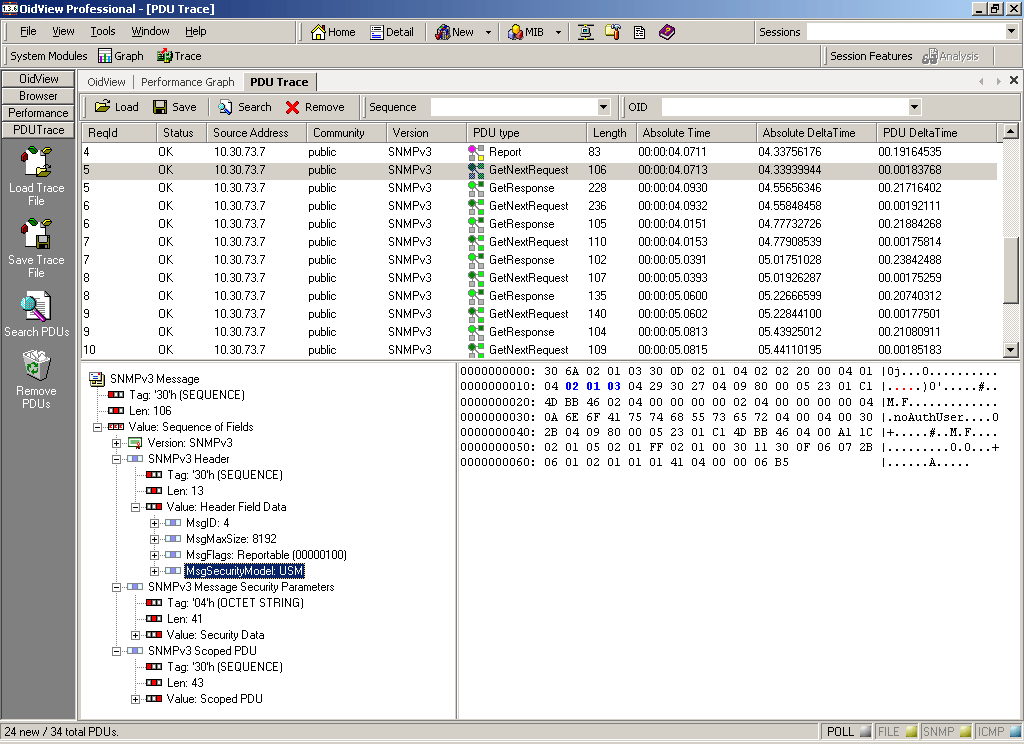 OidView Professional - [PDU Trace]
File View Tools Window Help Home Detail New MIB Sessions
System Modules Graph Trace Session Features Analysis
OidView
Browser
Performance
PDUTrace
Load Trace File
Save Trace File
Search PDUs
Remove PDUs
OidView Performance Graph PDU Trace
Load Save Search Remove Sequence OID
ReqId Status Source Address Community Version PDU type Length Absolute Time Absolute DeltaTime PDU DeltaTime
4 OK 10.30.73.7 public SNMPv3 Report 83 00:00:04.0711 04.33756176 00.19164535
5 OK 10.30.73.7 public SNMPv3 GetNextRequest 106 00:00:04.0713 04.33939944 00.00183768
5 OK 10.30.73.7 public SNMPv3 GetResponse 228 00:00:04.0930 04.55656346 00.21716402
6 OK 10.30.73.7 public SNMPv3 GetNextRequest 236 00:00:04.0932 04.55848458 00.00192111
6 OK 10.30.73.7 public SNMPv3 GetResponse 105 00:00:04.0151 04.77732726 00.21884268
7 OK 10.30.73.7 public SNMPv3 GetNextRequest 110 00:00:04.0153 04.77908539 00.00175814
7 OK 10.30.73.7 public SNMPv3 GetResponse 102 00:00:05.0391 05.01751028 00.23842488
8 OK 10.30.73.7 public SNMPv3 GetNextRequest 107 00:00:05.0393 05.01926287 00.00175259
8 OK 10.30.73.7 public SNMPv3 GetResponse 135 00:00:05.0600 05.22666599 00.20740312
9 OK 10.30.73.7 public SNMPv3 GetNextRequest 140 00:00:05.0602 05.22844100 00.00177501
9 OK 10.30.73.7 public SNMPv3 GetResponse 104 00:00:05.0813 05.43925012 00.21080911
10 OK 10.30.73.7 public SNMPv3 GetNextRequest 109 00:00:05.0815 05.44110195 00.00185183
SNMPv3 Message
Tag: '30'h (SEQUENCE)
Len: 106
Value: Sequence of Fields
Version: SNMPv3
SNMPv3 Header
Tag: '30'h (SEQUENCE)
Len: 13
Value: Header Field Data
MsgID: 4
MsgMaxSize: 8192
MsgFlags: Reportable (00000100)
MsgSecurityModel: USM
SNMPv3 Message Security Parameters
Tag: '04'h (OCTET STRING)
Len: 41
Value: Security Data
SNMPv3 Scoped PDU
Tag: '30'h (SEQUENCE)
Len: 43
Value: Scoped PDU
0000000000: 30 6A 02 01 03 30 0D 02 01 04 02 02 20 00 04 01 |0j...0..........
0000000010: 04 02 01 03 04 29 30 27 04 09 80 00 05 23 01 C1 |.....)0'.....#..
0000000020: 4D BB 46 02 04 00 00 00 00 02 04 00 00 00 00 04 |M.F.............
0000000030: 0A 6E 6F 41 75 74 68 55 73 65 72 04 00 04 00 30 |.noAuthUser....0
0000000040: 2B 04 09 80 00 05 23 01 C1 4D BB 46 04 00 A1 1C |+.....#..M.F....
0000000050: 02 01 05 02 01 FF 02 01 00 30 11 30 0F 06 07 2B |.........0.0...+
0000000060: 06 01 02 01 01 01 41 04 00 00 06 B5 |......A.....
24 new / 34 total PDUs. POLL FILE SNMP ICMP